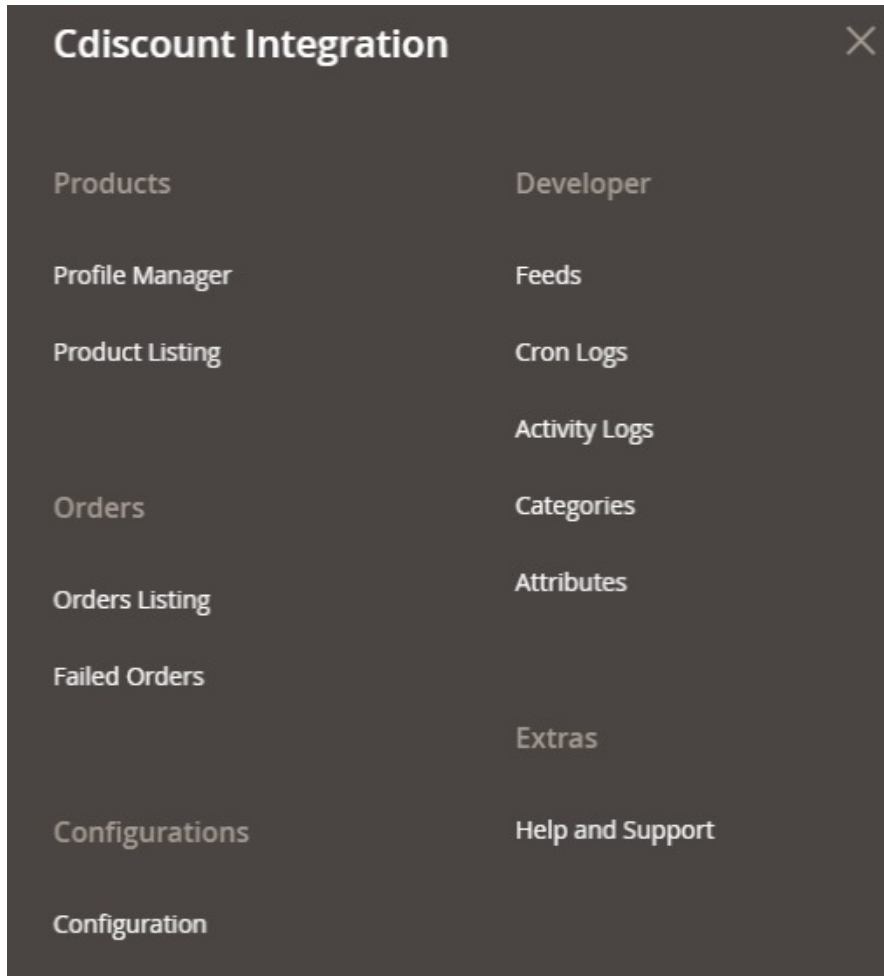 Cdiscount Integration
Products
Profile Manager
Product Listing
Orders
Orders Listing
Failed Orders
Configurations
Configuration
Developer
Feeds
Cron Logs
Activity Logs
Categories
Attributes
Extras
Help and Support